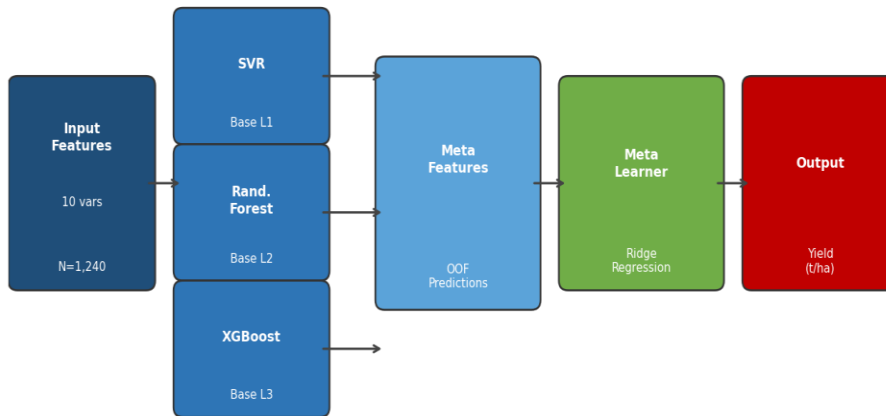 Input
Features
10 vars
N=1,240
SVR
Base L1
Rand.
Forest
Base L2
XGBoost
Base L3
Meta
Features
OOF
Predictions
Meta
Learner
Ridge
Regression
Output
Yield
(t/ha)